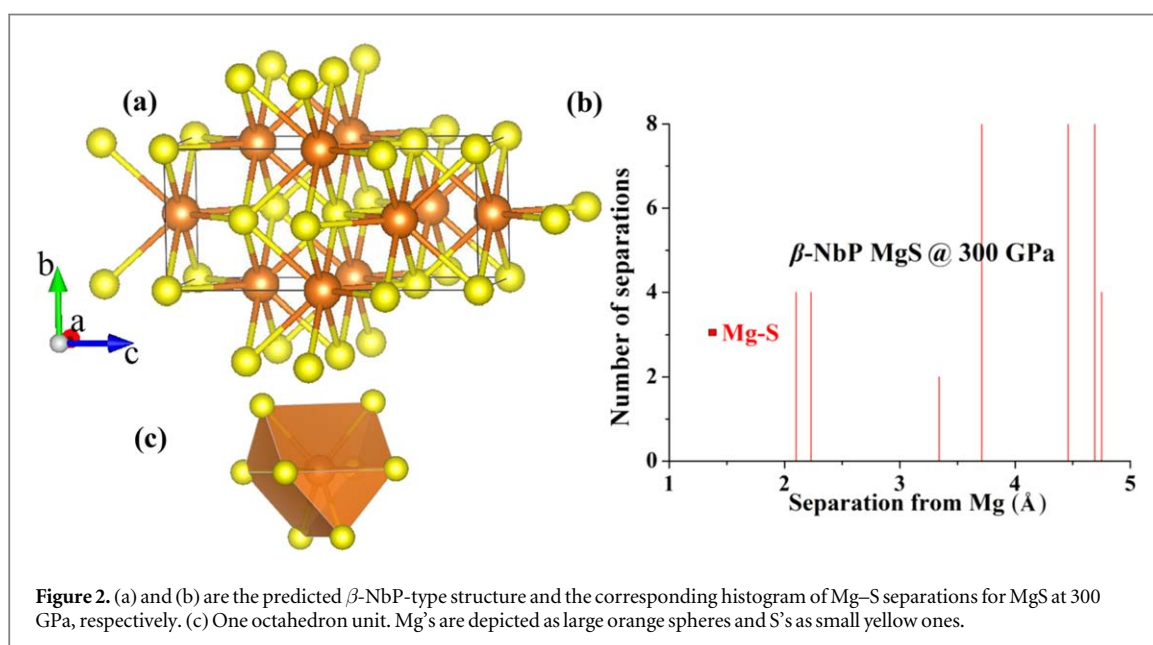 (a)
(b)
b
a
c
(c)
Number of separations
8
6
4
2
0
β-NbP MgS @ 300 GPa
Mg-S
1 2 3 4 5
Separation from Mg (Å)
Figure 2. (a) and (b) are the predicted β-NbP-type structure and the corresponding histogram of Mg–S separations for MgS at 300
GPa, respectively. (c) One octahedron unit. Mg's are depicted as large orange spheres and S's as small yellow ones.